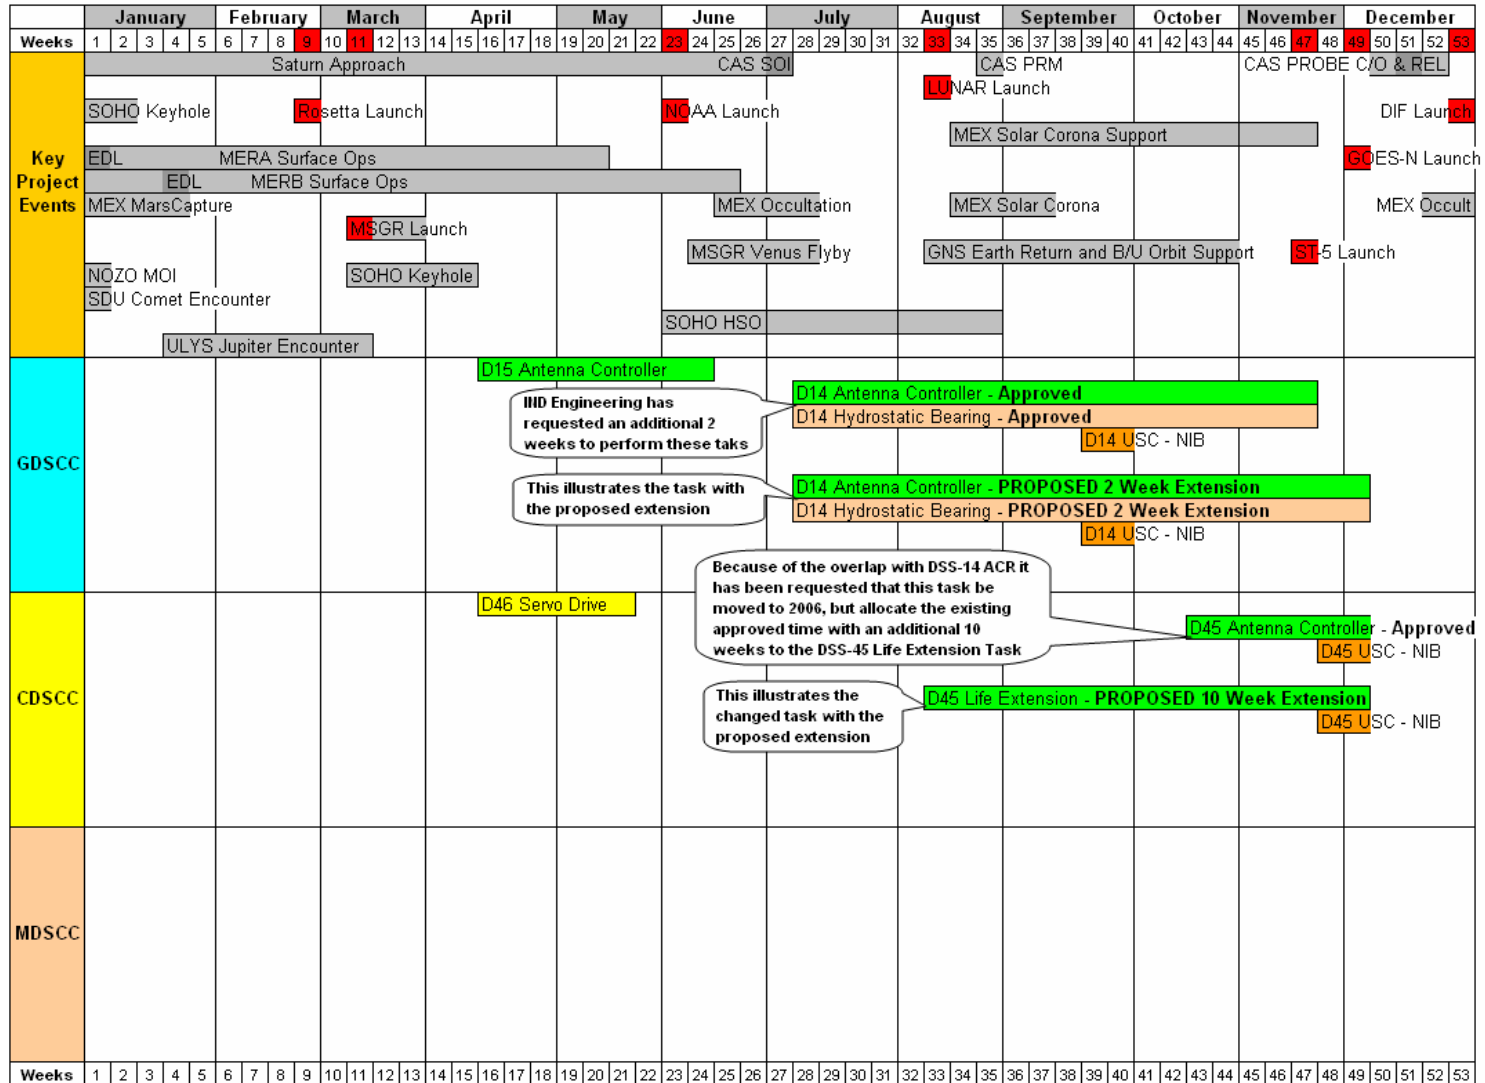 January February March April May June July August September October November December
Weeks 1 2 3 4 5 6 7 8 9 10 11 12 13 14 15 16 17 18 19 20 21 22 23 24 25 26 27 28 29 30 31 32 33 34 35 36 37 38 39 40 41 42 43 44 45 46 47 48 49 50 51 52 53
Key
Project
Events
Saturn Approach CAS SOI CAS PRM CAS PROBE C/O & REL
LUNAR Launch
SOHO Keyhole Rosetta Launch NOAA Launch DIF Launch
MEX Solar Corona Support
EDL MERA Surface Ops GOES-N Launch
EDL MERB Surface Ops
MEX MarsCapture MEX Occultation MEX Solar Corona MEX Occult
MSGR Launch
MSGR Venus Flyby GNS Earth Return and B/U Orbit Support ST-5 Launch
NOZO MOI SOHO Keyhole
SDU Comet Encounter
SOHO HSO
ULYS Jupiter Encounter
GDSCC
D15 Antenna Controller
IND Engineering has
requested an additional 2
weeks to perform these taks
D14 Antenna Controller - Approved
D14 Hydrostatic Bearing - Approved
D14 USC - NIB
This illustrates the task with
the proposed extension
D14 Antenna Controller - PROPOSED 2 Week Extension
D14 Hydrostatic Bearing - PROPOSED 2 Week Extension
D14 USC - NIB
CDSCC
D46 Servo Drive
Because of the overlap with DSS-14 ACR it
has been requested that this task be
moved to 2006, but allocate the existing
approved time with an additional 10
weeks to the DSS-45 Life Extension Task
D45 Antenna Controller - Approved
D45 USC - NIB
This illustrates the
changed task with the
proposed extension
D45 Life Extension - PROPOSED 10 Week Extension
D45 USC - NIB
MDSCC
Weeks 1 2 3 4 5 6 7 8 9 10 11 12 13 14 15 16 17 18 19 20 21 22 23 24 25 26 27 28 29 30 31 32 33 34 35 36 37 38 39 40 41 42 43 44 45 46 47 48 49 50 51 52 53